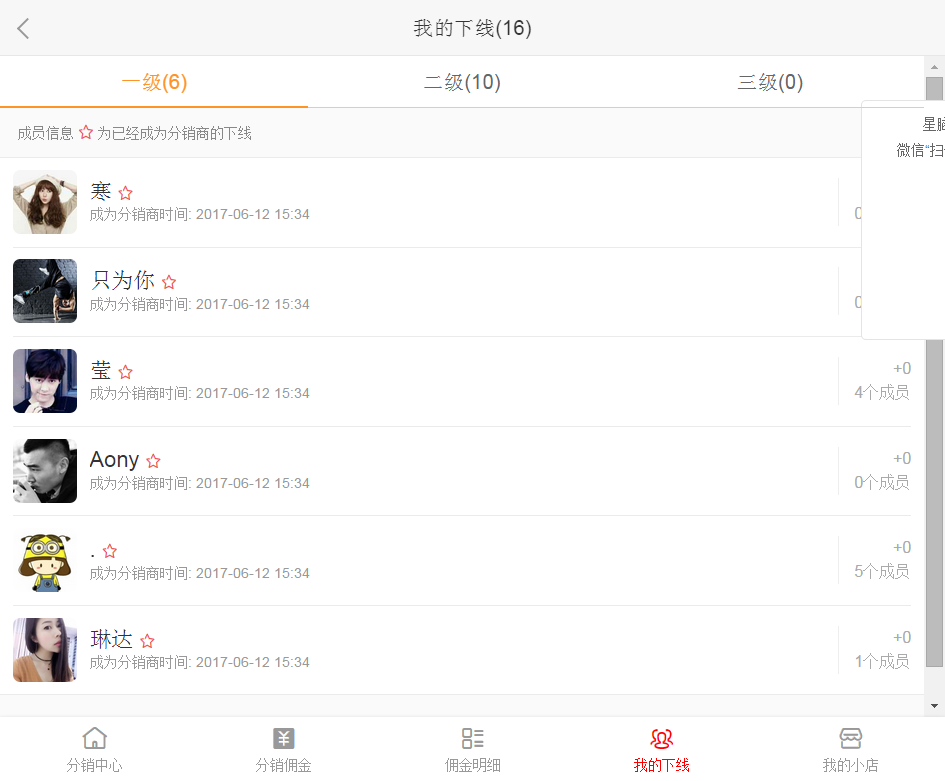 我的下线(16)
一级(6)
二级(10)
三级(0)
成员信息 为已经成为分销商的下线
星
微信“扫
寒
成为分销商时间: 2017-06-12 15:34
只为你
成为分销商时间: 2017-06-12 15:34
莹
+0
成为分销商时间: 2017-06-12 15:34
4个成员
Aony
+0
成为分销商时间: 2017-06-12 15:34
0个成员
.
+0
成为分销商时间: 2017-06-12 15:34
5个成员
琳达
+0
成为分销商时间: 2017-06-12 15:34
1个成员
分销中心
分销佣金
佣金明细
我的下线
我的小店